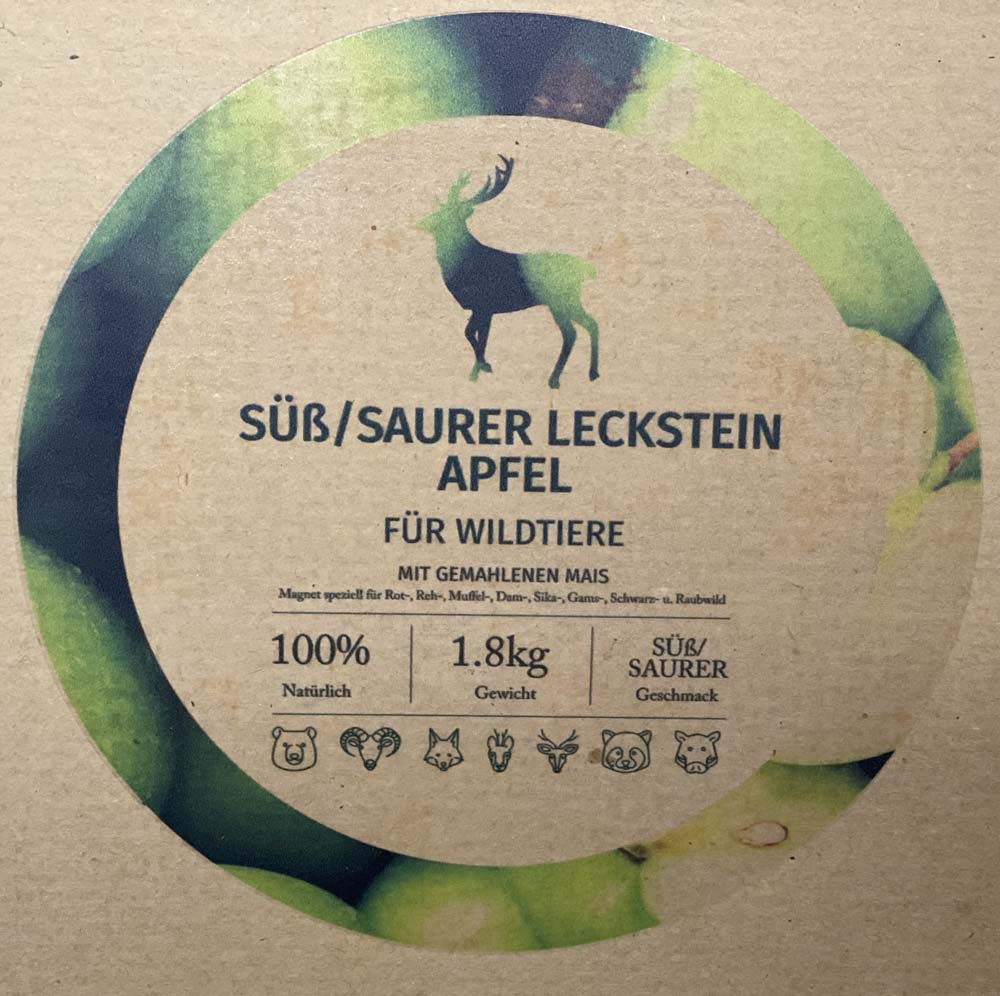 SÜß/SAURER LECKSTEIN
APFEL
FÜR WILDTIERE
MIT GEMAHLENEN MAIS
Magnet speziell für Rot-, Reh-, Muffel-, Dam-, Sika-, Gams-, Schwarz- u. Raubwild
100% 1.8kg SÜß/
SAURER
Natürlich Gewicht Geschmack